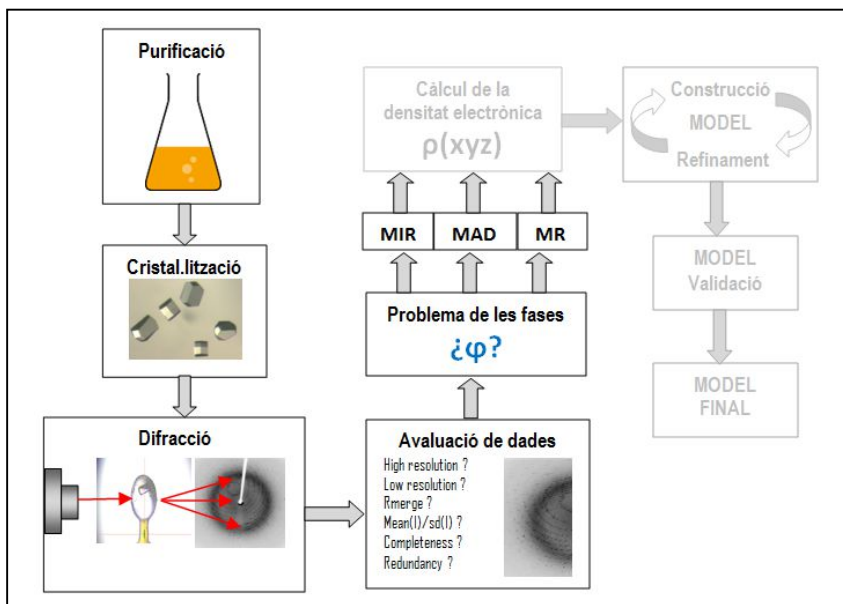 Purificació
Cristal.lització
Difracció
Avaluació de dades
High resolution ?
Low resolution ?
Rmerge ?
Mean(I)/sd(I) ?
Completeness ?
Redundancy ?
Problema de les fases
¿φ?
MIR
MAD
MR
Càlcul de la
densitat electrònica
ρ(xyz)
Construcció
MODEL
Refinament
MODEL
Validació
MODEL
FINAL